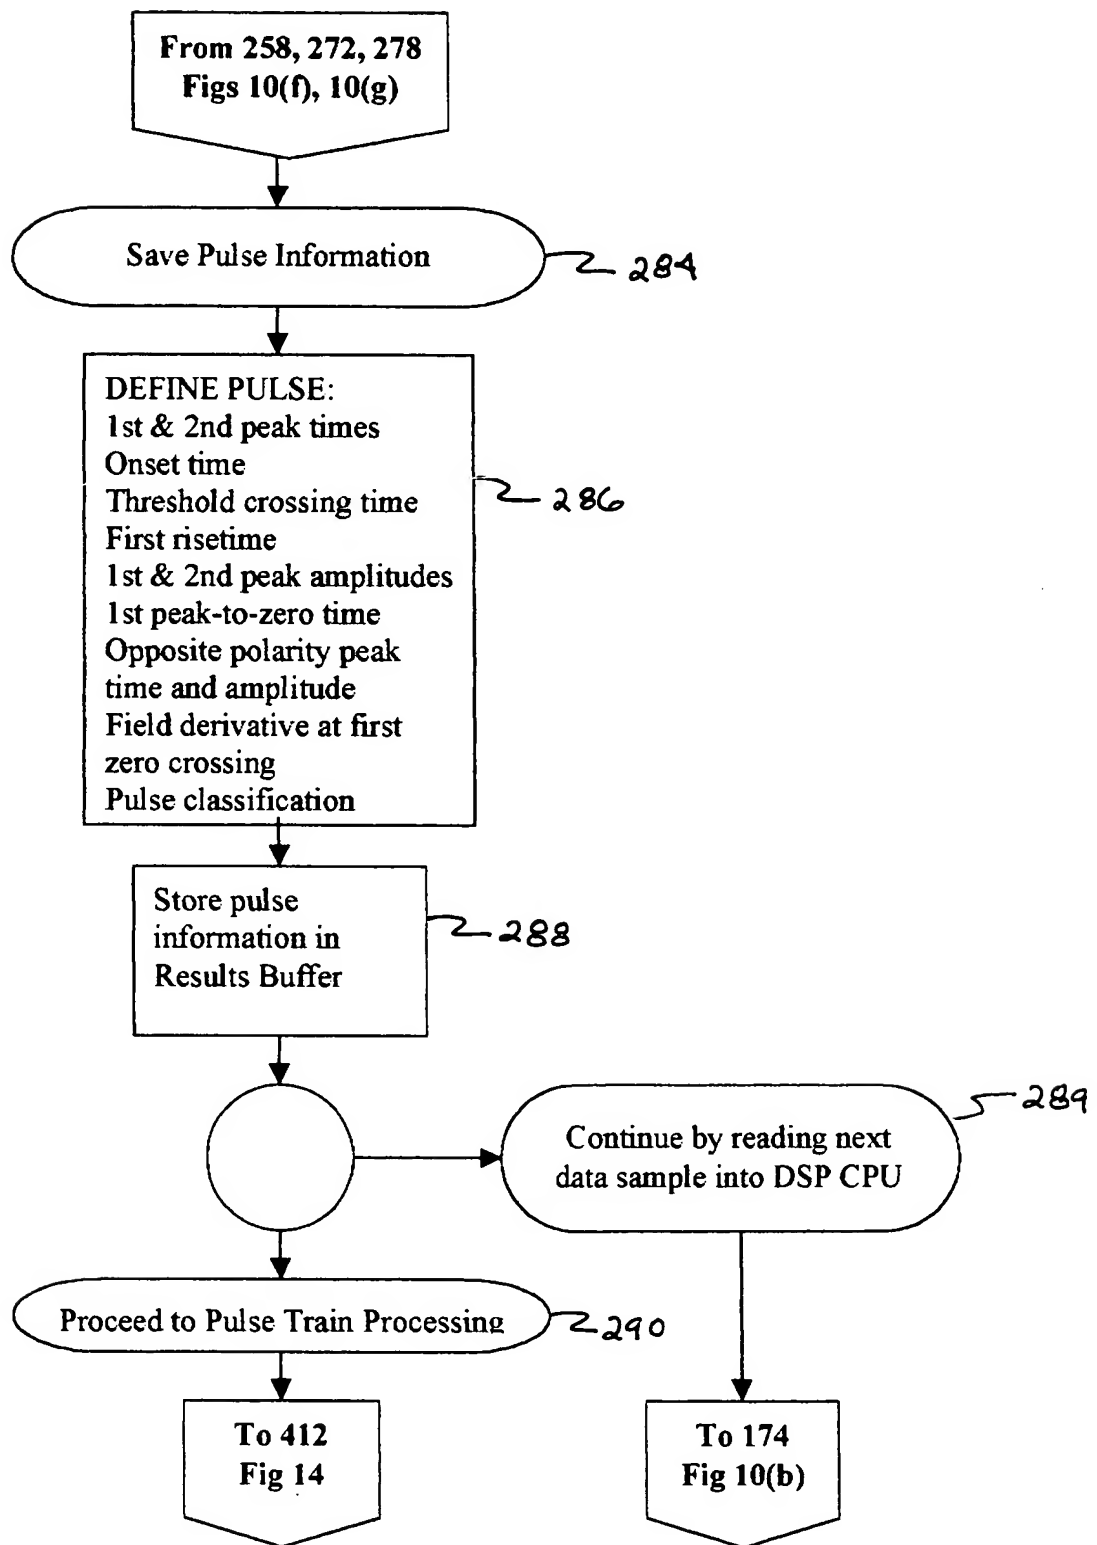 From 258, 272, 278
Figs 10(f), 10(g)
Save Pulse Information
284
DEFINE PULSE:
1st & 2nd peak times
Onset time
Threshold crossing time
First risetime
1st & 2nd peak amplitudes
1st peak-to-zero time
Opposite polarity peak
time and amplitude
Field derivative at first
zero crossing
Pulse classification
286
Store pulse
information in
Results Buffer
288
Continue by reading next
data sample into DSP CPU
289
Proceed to Pulse Train Processing
290
To 412
Fig 14
To 174
Fig 10(b)